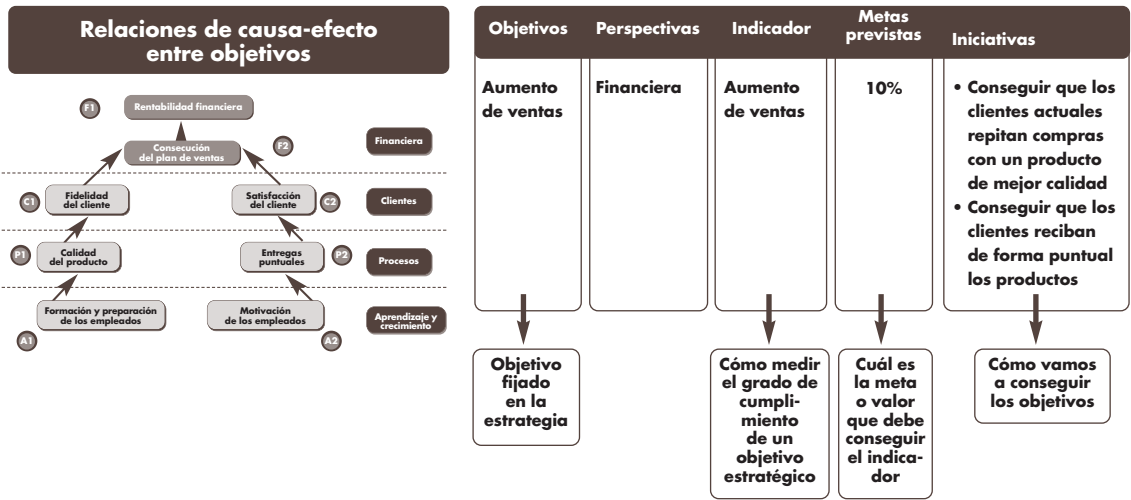 Relaciones de causa-efecto
entre objetivos
F1
Rentabilidad financiera
Consecución
del plan de ventas
F2
Financiera
C1
Fidelidad
del cliente
Satisfacción
del cliente
C2
Clientes
P1
Calidad
del producto
Entregas
puntuales
P2
Procesos
Formación y preparación
de los empleados
Motivación
de los empleados
Aprendizaje y
crecimiento
A1
A2
Objetivos
Perspectivas
Indicador
Metas
previstas
Iniciativas
Aumento
de ventas
Financiera
Aumento
de ventas
10%
• Conseguir que los
clientes actuales
repitan compras
con un producto
de mejor calidad
• Conseguir que los
clientes reciban
de forma puntual
los productos
Objetivo
fijado
en la
estrategia
Cómo medir
el grado de
cumpli-
miento
de un
objetivo
estratégico
Cuál es
la meta
o valor
que debe
conseguir
el indica-
dor
Cómo vamos
a conseguir
los objetivos